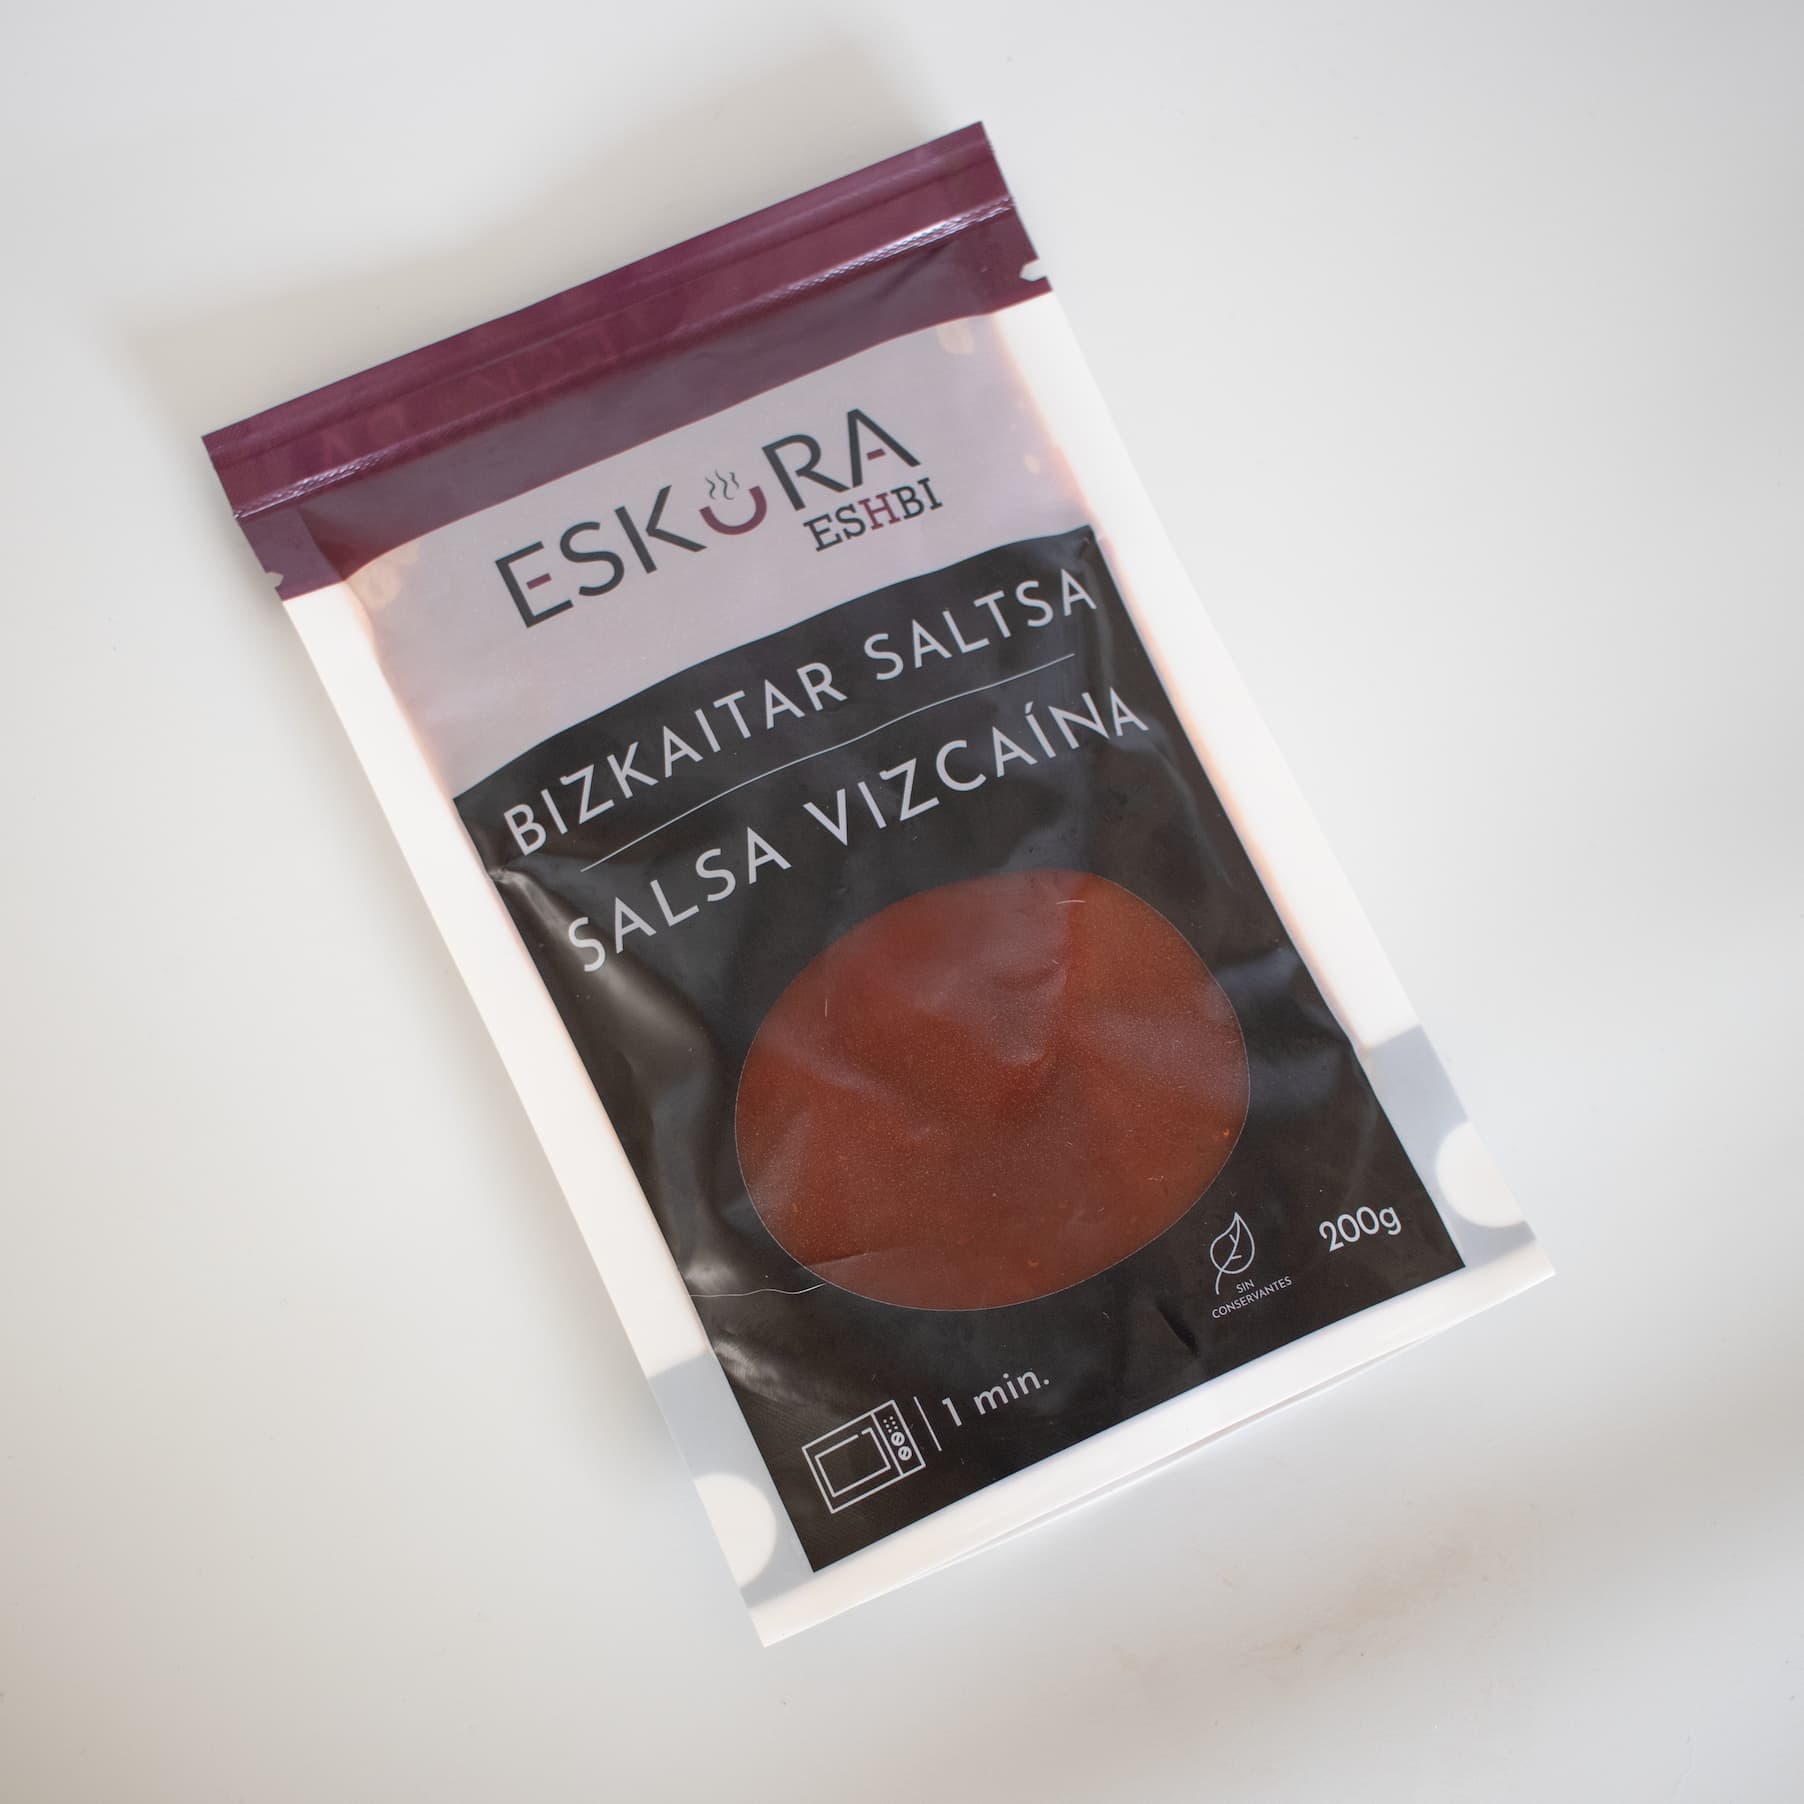 ESKURA
ESHBI
BIZKAITAR SALTSA
SALSA VIZCAÍNA
200g
SIN
CONSERVANTES
1 min.